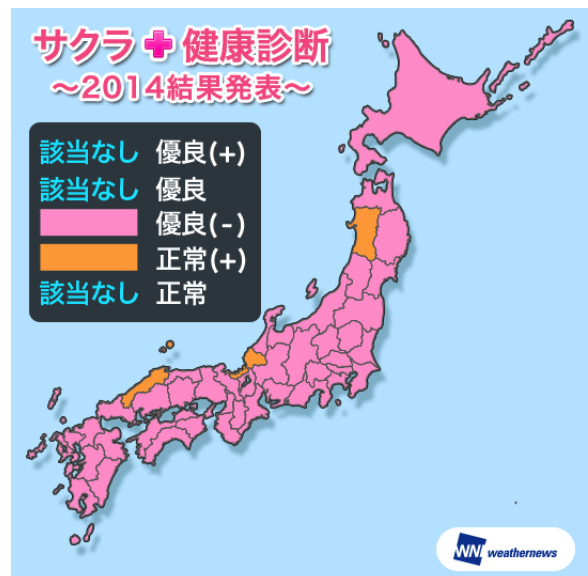 サクラ✚健康診断
～2014結果発表～
該当なし 優良(+)
該当なし 優良
優良(-)
正常(+)
該当なし 正常
WN weathernews